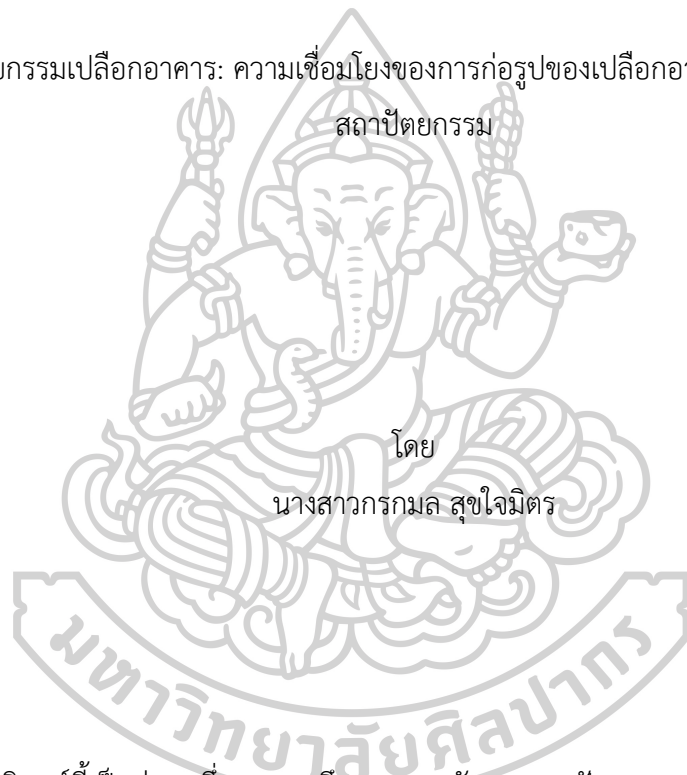 ยกรรมเปลือกอาคาร: ความเชื่อมโยงของการก่อรูปของเปลือกอา
สถาปัตยกรรม
โดย
นางสาวกรกมล สุขใจมิตร
มหาวิทยาลัยศิลปากร